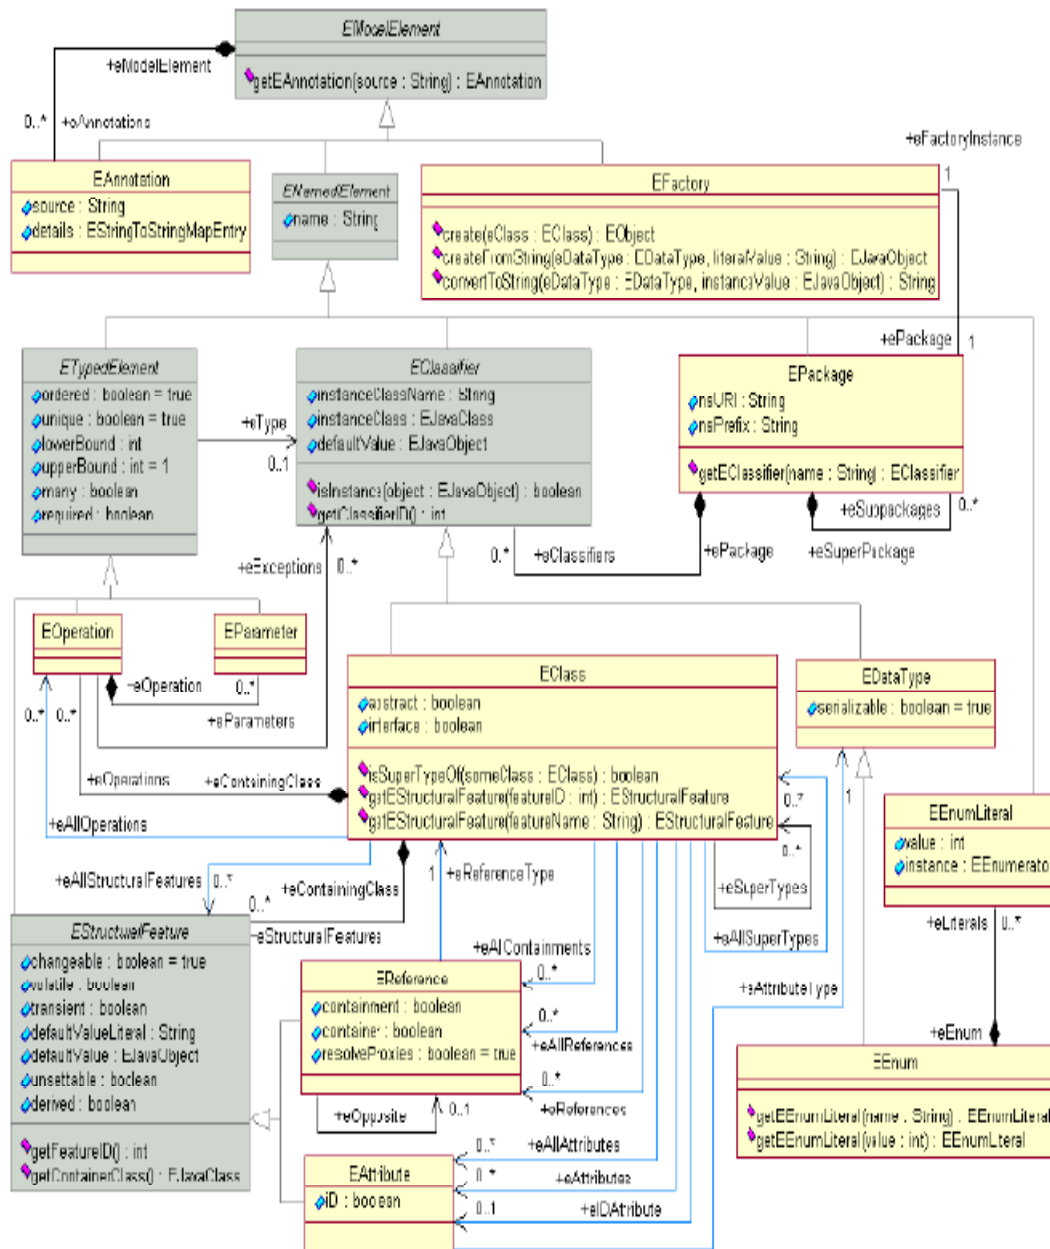 EModelElement
getEAnnotation(source : String) : EAnnotation
+eModelElement
0..*
+eAnnotations
+eFactoryInstance
1
EAnnotation
source : String
details : EStringToStringMapEntry
ENamedElement
name : String
EFactory
create(eClass : EClass) : EObject
createFromString(eDataType : EDataType, literalValue : String) : EJavaObject
convertToString(eDataType : EDataType, instanceValue : EJavaObject) : String
+ePackage
1
ETypedElement
ordered : boolean = true
unique : boolean = true
lowerBound : int
upperBound : int = 1
many : boolean
required : boolean
+eType
0..1
EClassifier
instanceClassName : String
instanceClass : EJavaClass
defaultValue : EJavaObject
isInstance(object : EJavaObject) : boolean
getClassifierID() : int
EPackage
nsURI : String
nsPrefix : String
getEClassifier(name : String) : EClassifier
+eSubpackages
0..*
+eSuperPackage
+ePackage
0..*
+eClassifiers
+eExceptions
0..*
EOperation
EParameter
-eOperation
0..*
+eParameters
0..*
0..*
+eOperations
+eContainingClass
+eAllOperations
EClass
abstract : boolean
interface : boolean
isSuperTypeOf(someClass : EClass) : boolean
getEStructuralFeature(featureID : int) : EStructuralFeature
getEStructuralFeature(featureName : String) : EStructuralFeature
EDataType
serializable : boolean = true
0..*
1
0..*
+eSuperTypes
+eAllSuperTypes
EEnumLiteral
value : int
instance : EEnumerato
+eLiterals
0..*
+eEnum
+eAllStructuralFeatures
0..*
+eContainingClass
0..*
-eStructuralFeatures
1
+eReferenceType
+eAlContainments
0..*
EStructuralFeature
changeable : boolean = true
volatile : boolean
transient : boolean
defaultValueLiteral : String
defaultValue : EJavaObject
unsettable : boolean
derived : boolean
getFeatureID() : int
getContainerClass() : EJavaClass
EReference
containment : boolean
container : boolean
resolveProxies : boolean = true
0..*
+eAllReferences
0..*
+eReferences
+eOpposite
0..1
+eAttributeType
EEnum
getEEnumLiteral(name : String) : EEnumLiteral
getEEnumLiteral(value : int) : EEnumLiteral
0..*
+eAllAttributes
0..*
+eAttributes
0..1
+eIDAttribute
EAttribute
iD : boolean